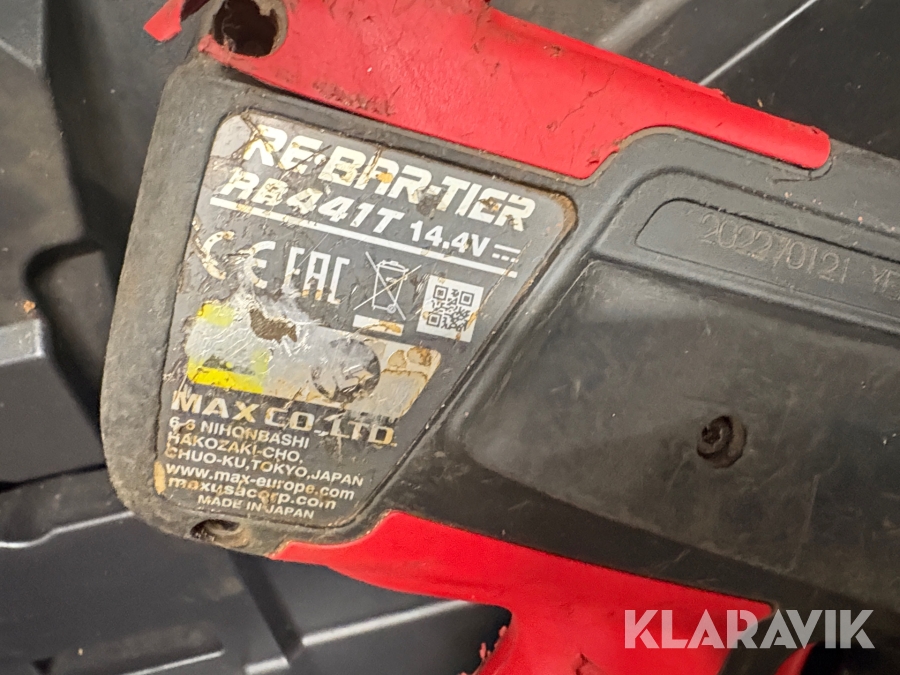 RE-BAR-TIER
RB441T 14.4V
CE EAC
MAX CO.,LTD.
6-6 NIHONBASHI
HAKOZAKI-CHO,
CHUO-KU,TOKYO,JAPAN
www.max-europe.com
maxusacorp.com
MADE IN JAPAN
202270121
KLARAVIK